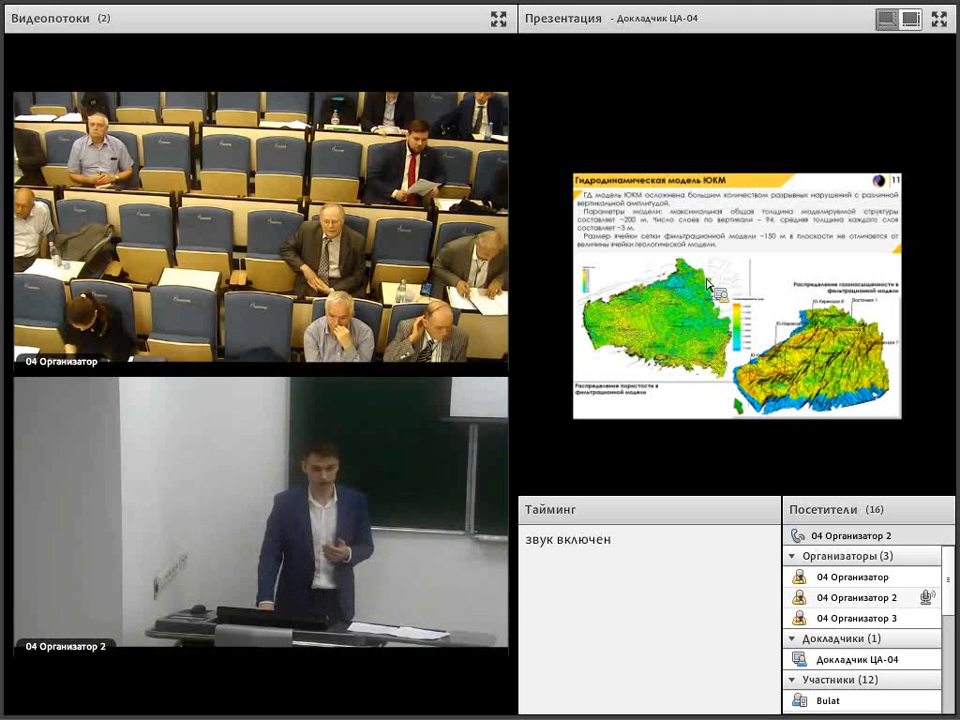 Видеопотоки (2)
04 Организатор
04 Организатор 2
Презентация - Докладчик ЦА-04
Гидродинамическая модель ЮКМ
11
ГД модель ЮКМ осложнена большим количеством разрывных нарушений с различной
вертикальной амплитудой.
Параметры модели: максимальная общая толщина моделируемой структуры
составляет ~200 м. Число слоев по вертикали – 94, средняя толщина каждого слоя
составляет ~3 м.
Размер ячейки сетки фильтрационной модели ~150 м в плоскости не отличается от
величины ячейки геологической модели.
Распределение газонасыщенности в
фильтрационной модели
Распределение пористости в
фильтрационной модели
Тайминг
звук включен
Посетители (16)
04 Организатор 2
Организаторы (3)
04 Организатор
04 Организатор 2
04 Организатор 3
Докладчики (1)
Докладчик ЦА-04
Участники (12)
Bulat